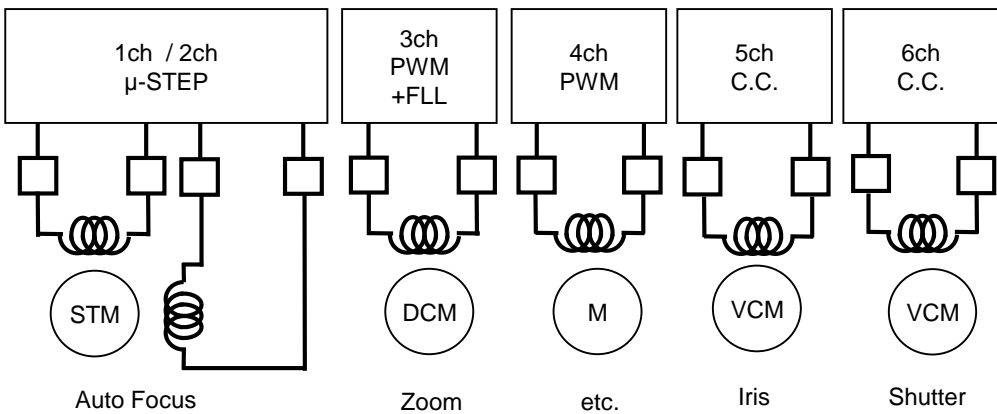 1ch / 2ch
µ-STEP
3ch
PWM
+FLL
4ch
PWM
5ch
C.C.
6ch
C.C.
STM
DCM
M
VCM
VCM
Auto Focus
Zoom
etc.
Iris
Shutter